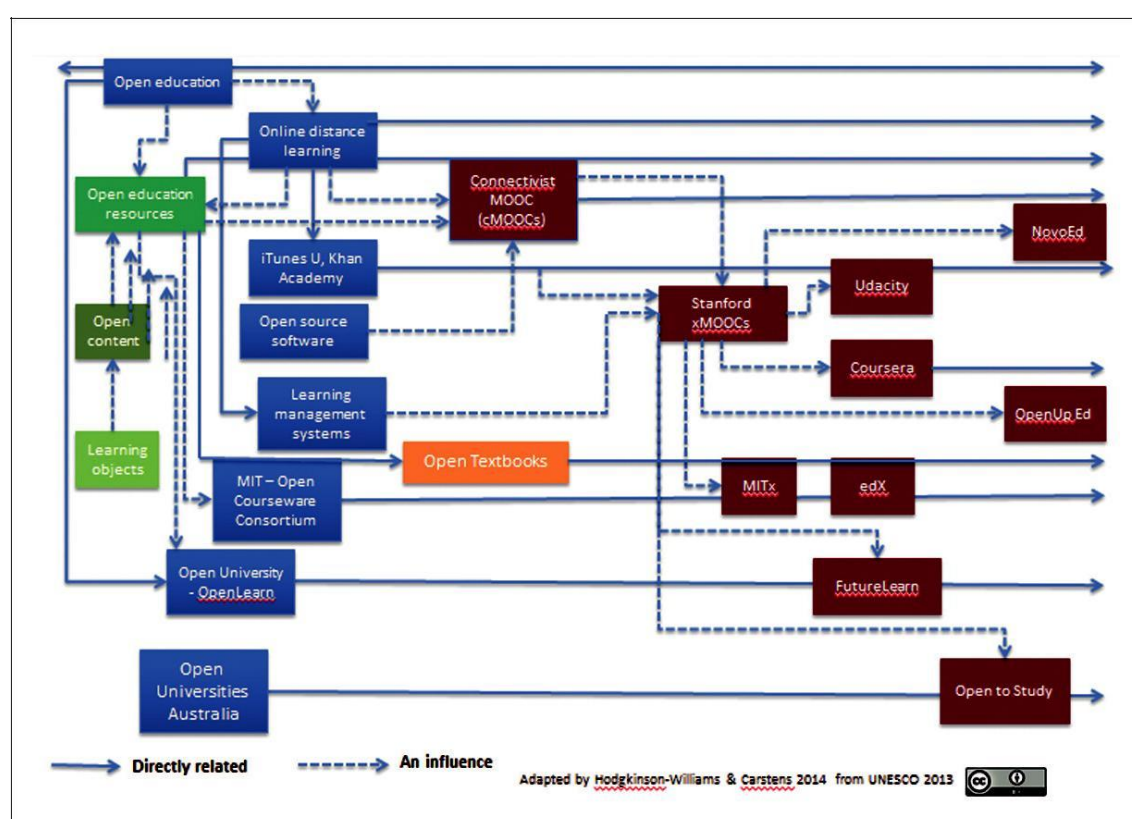 Open education
Online distance
learning
Open education
resources
Connectivist
MOOC
(cMOOCs)
NovoEd
iTunes U, Khan
Academy
Udacity
Stanford
xMOOCs
Open
content
Open source
software
Coursera
Learning
management
systems
OpenUp Ed
Learning
objects
Open Textbooks
MIT – Open
Courseware
Consortium
MITx
edX
Open University
- OpenLearn
FutureLearn
Open
Universities
Australia
Open to Study
Directly related
An influence
Adapted by Hodgkinson-Williams & Carstens 2014 from UNESCO 2013
cc